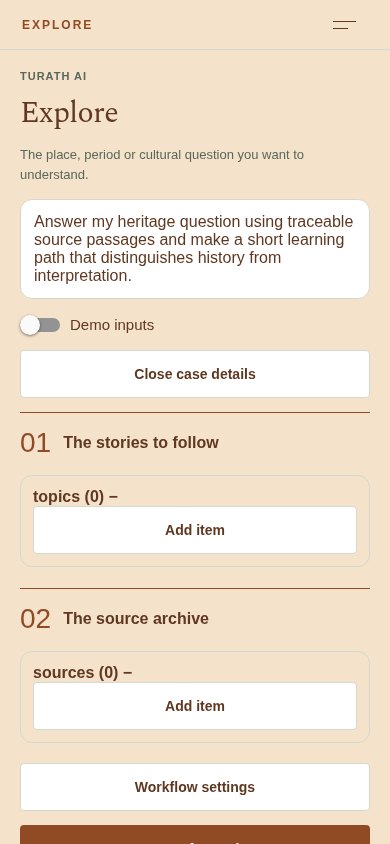 EXPLORE
TURATH AI
Explore
The place, period or cultural question you want to
understand.
Answer my heritage question using traceable
source passages and make a short learning
path that distinguishes history from
interpretation.
Demo inputs
Close case details
01 The stories to follow
topics (0) –
Add item
02 The source archive
sources (0) –
Add item
Workflow settings